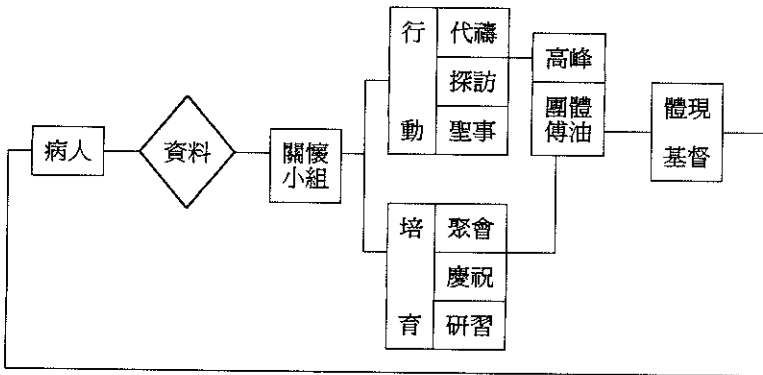 病人
資料
關懷
小組
行動
代禱
探訪
聖事
培育
聚會
慶祝
研習
高峰
團體
傅油
體現
基督